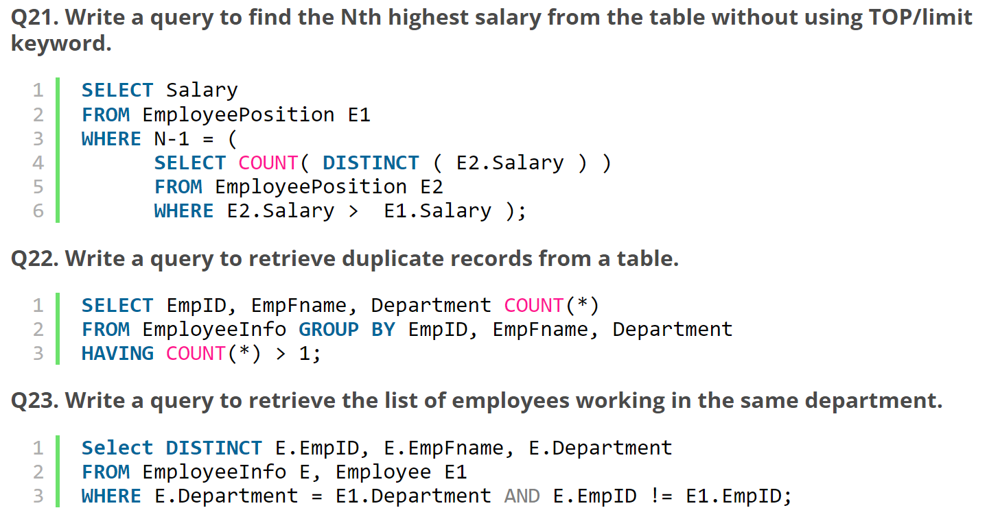 Q21. Write a query to find the Nth highest salary from the table without using TOP/limit
keyword.
1 SELECT Salary
2 FROM EmployeePosition E1
3 WHERE N-1 = (
4 SELECT COUNT( DISTINCT ( E2.Salary ) )
5 FROM EmployeePosition E2
6 WHERE E2.Salary >  E1.Salary );
Q22. Write a query to retrieve duplicate records from a table.
1 SELECT EmpID, EmpFname, Department COUNT(*)
2 FROM EmployeeInfo GROUP BY EmpID, EmpFname, Department
3 HAVING COUNT(*) > 1;
Q23. Write a query to retrieve the list of employees working in the same department.
1 Select DISTINCT E.EmpID, E.EmpFname, E.Department
2 FROM EmployeeInfo E, Employee E1
3 WHERE E.Department = E1.Department AND E.EmpID != E1.EmpID;